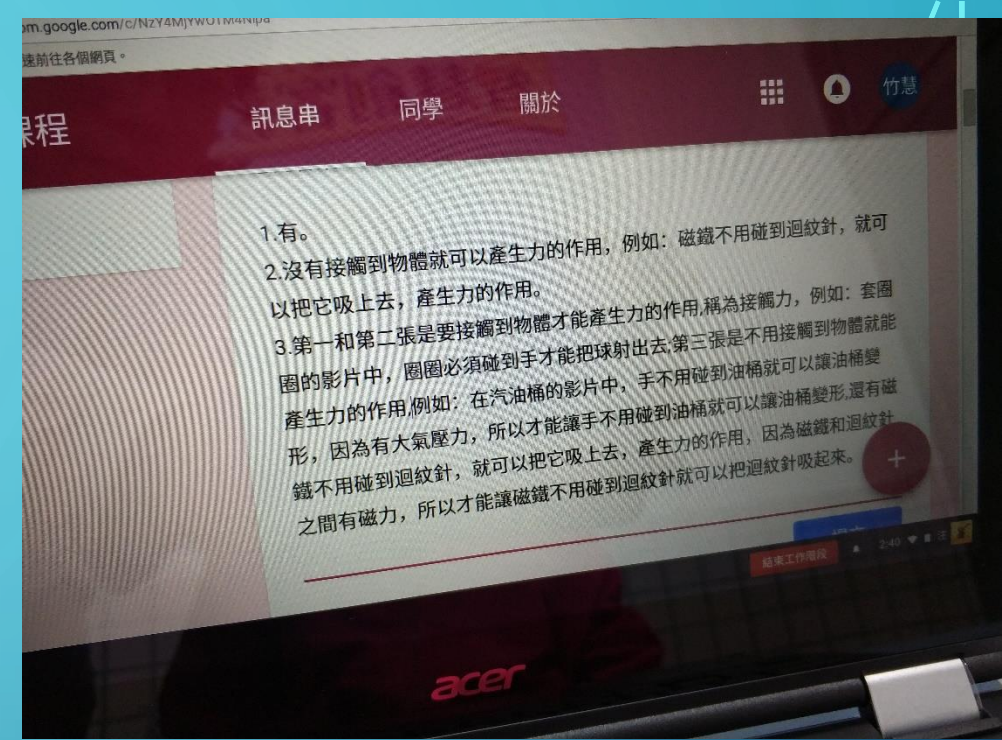 om.google.com/c/NzY4MjYwOTM4Nlpa
速前往各個網頁。
課程
訊息串
同學
關於
竹慧
1.有。
2.沒有接觸到物體就可以產生力的作用，例如：磁鐵不用碰到迴紋針，就可
以把它吸上去，產生力的作用。
3.第一和第二張是要接觸到物體才能產生力的作用,稱為接觸力，例如：套圈
圈的影片中，圈圈必須碰到手才能把球射出去;第三張是不用接觸到物體就能
產生力的作用,例如：在汽油桶的影片中，手不用碰到油桶就可以讓油桶變
形，因為有大氣壓力，所以才能讓手不用碰到油桶就可以讓油桶變形,還有磁
鐵不用碰到迴紋針，就可以把它吸上去，產生力的作用，因為磁鐵和迴紋針
之間有磁力，所以才能讓磁鐵不用碰到迴紋針就可以把迴紋針吸起來。
結束工作階段
2:40
注
acer